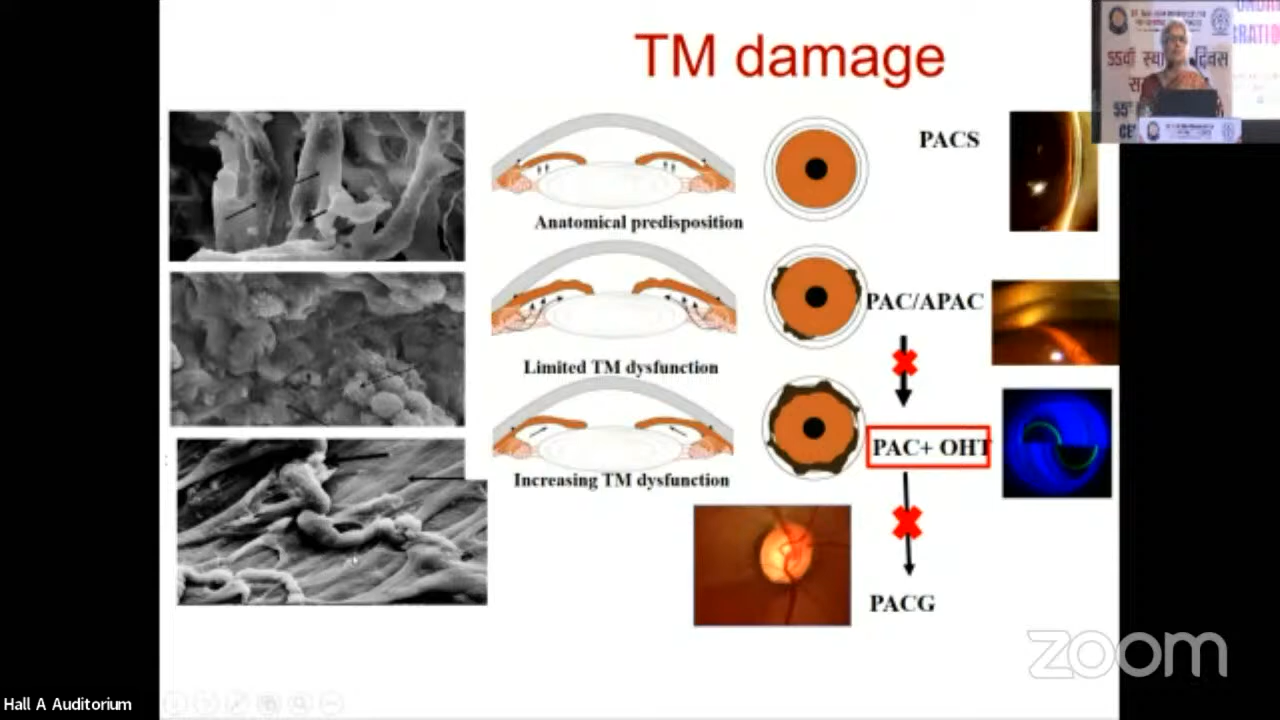 TM damage
PACS
Anatomical predisposition
PAC/APAC
Limited TM dysfunction
PAC+ OHT
Increasing TM dysfunction
PACG
zoom
Hall A Auditorium
55वां